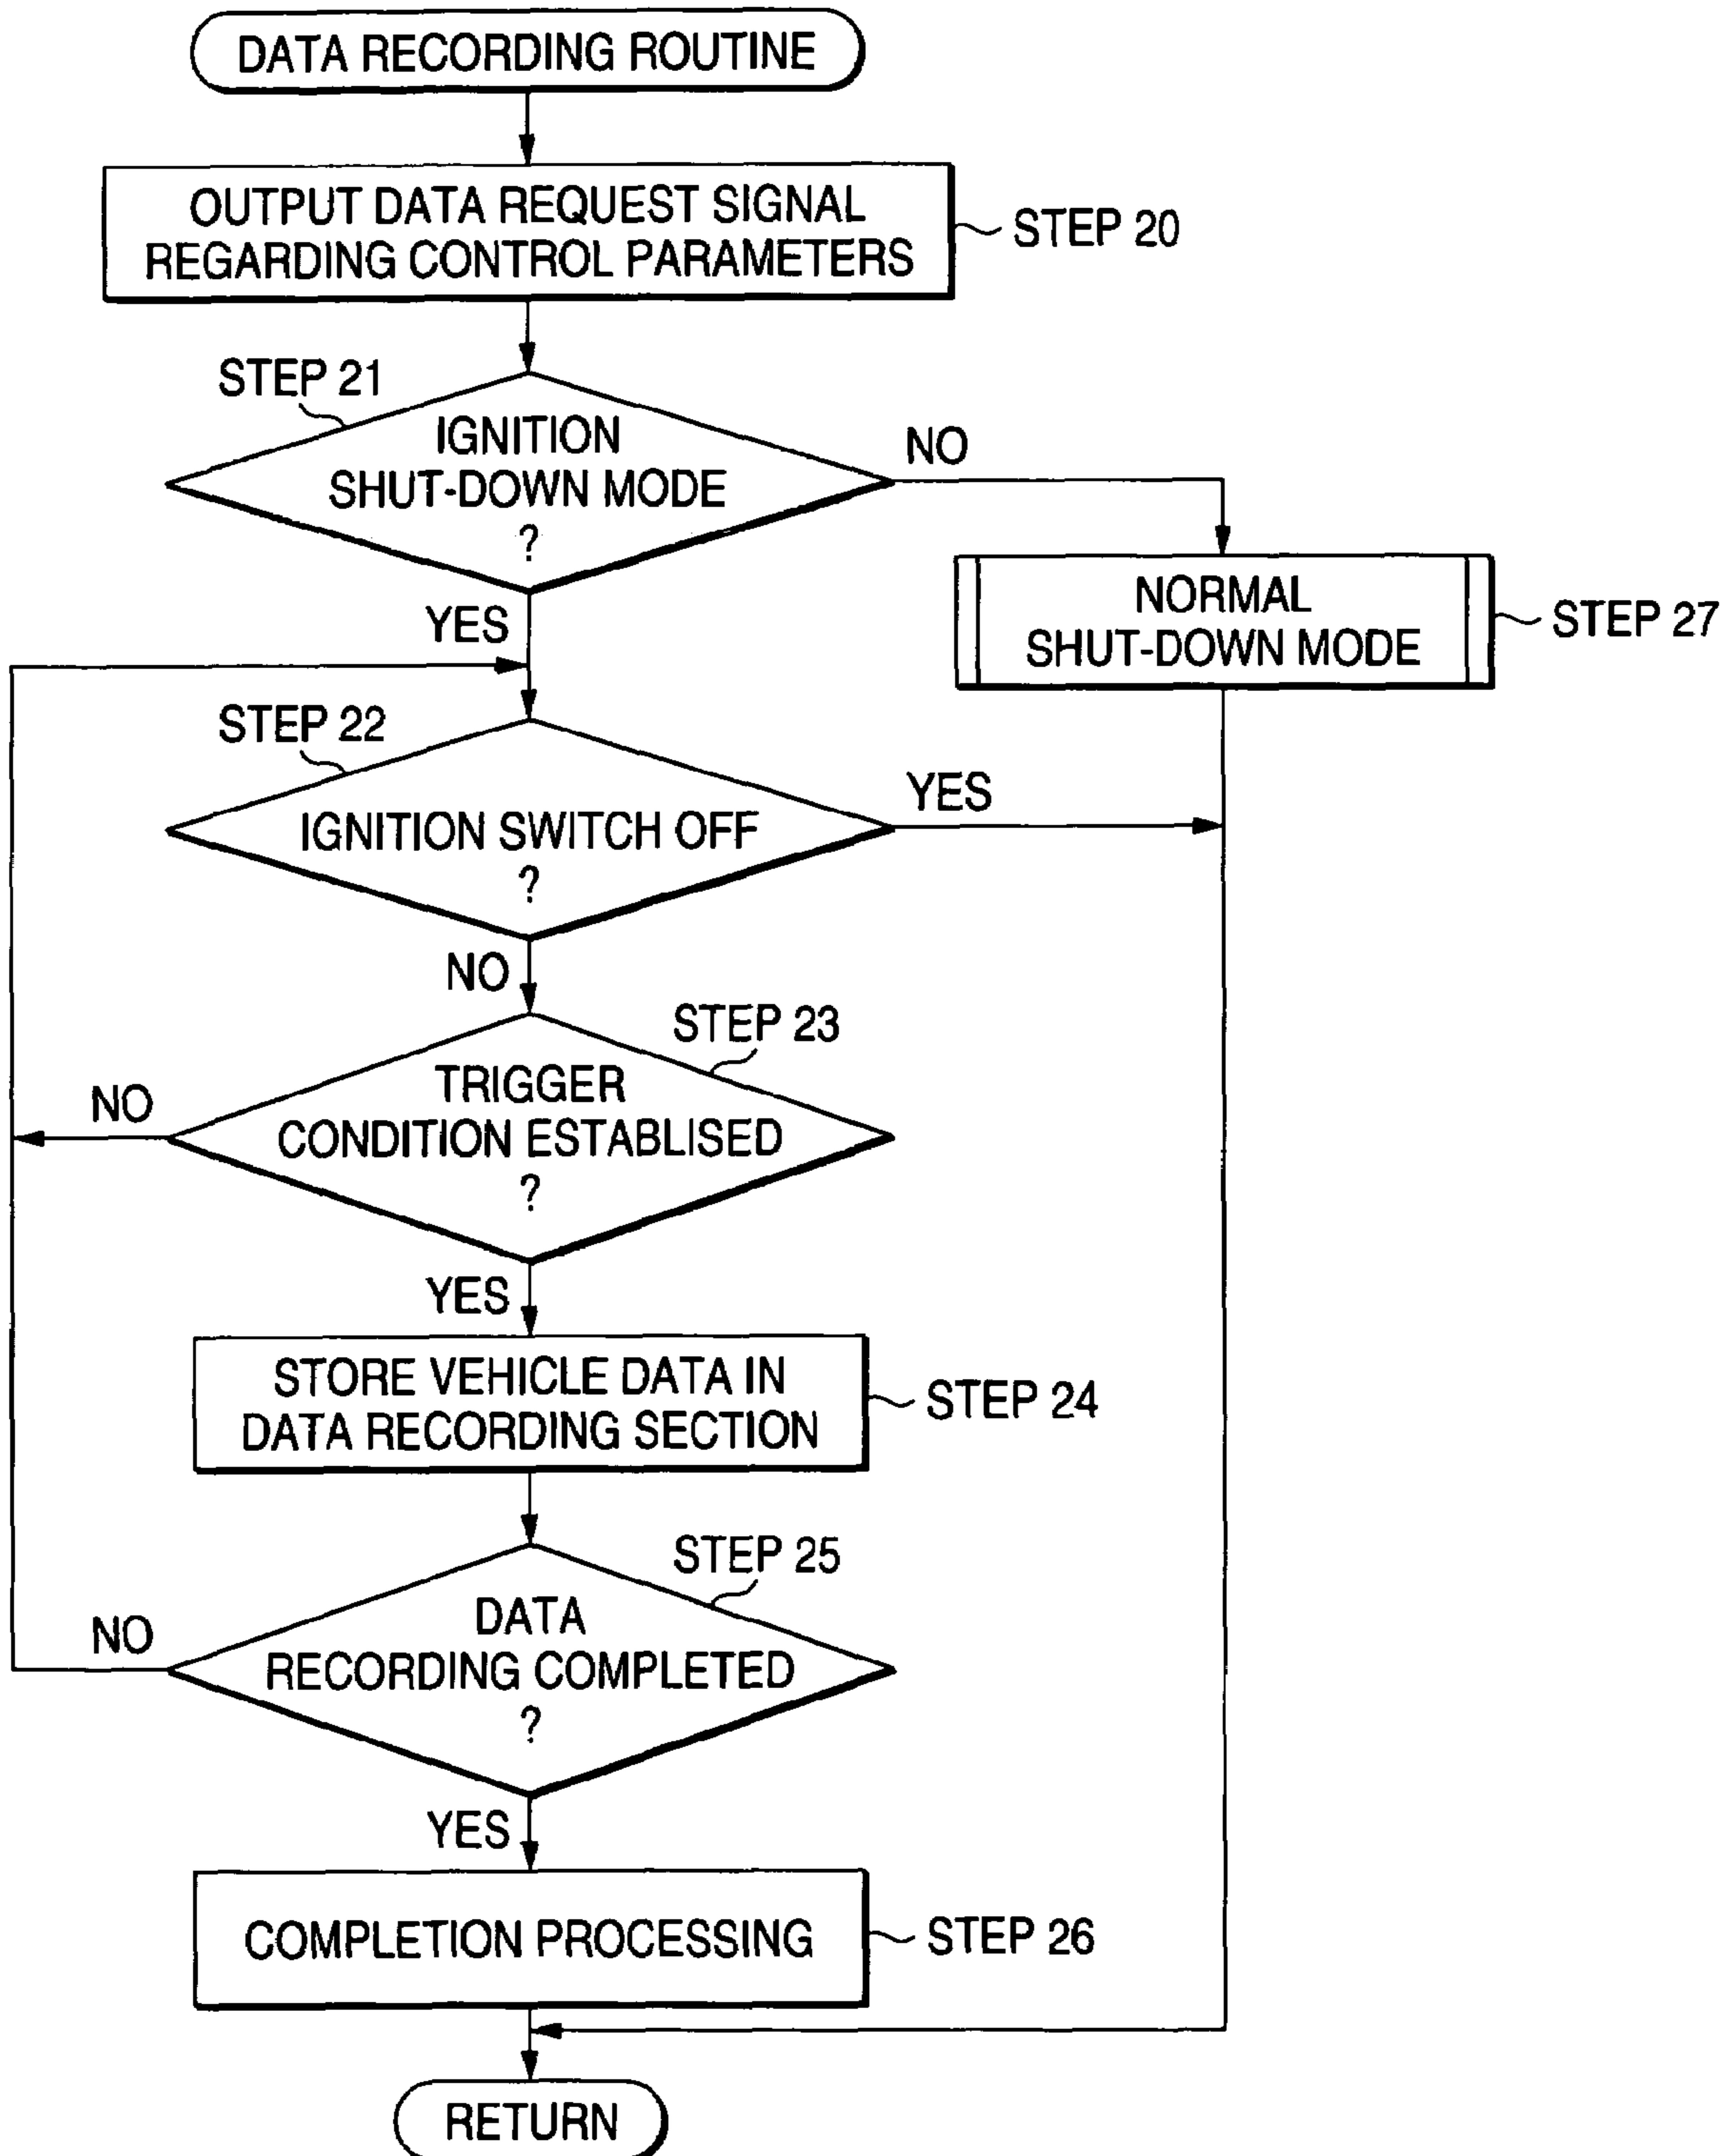 DATA RECORDING ROUTINE
OUTPUT DATA REQUEST SIGNAL
REGARDING CONTROL PARAMETERS
STEP 20
STEP 21
IGNITION
SHUT-DOWN MODE
?
NO
YES
NORMAL
SHUT-DOWN MODE
STEP 27
STEP 22
IGNITION SWITCH OFF
?
YES
NO
STEP 23
TRIGGER
CONDITION ESTABLISED
?
NO
YES
STORE VEHICLE DATA IN
DATA RECORDING SECTION
STEP 24
STEP 25
DATA
RECORDING COMPLETED
?
NO
YES
COMPLETION PROCESSING
STEP 26
RETURN